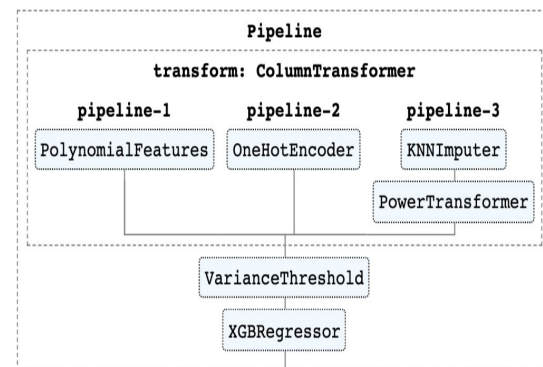 Pipeline
transform: ColumnTransformer
pipeline-1 pipeline-2 pipeline-3
PolynomialFeatures OneHotEncoder KNNImputer
PowerTransformer
VarianceThreshold
XGBRegressor